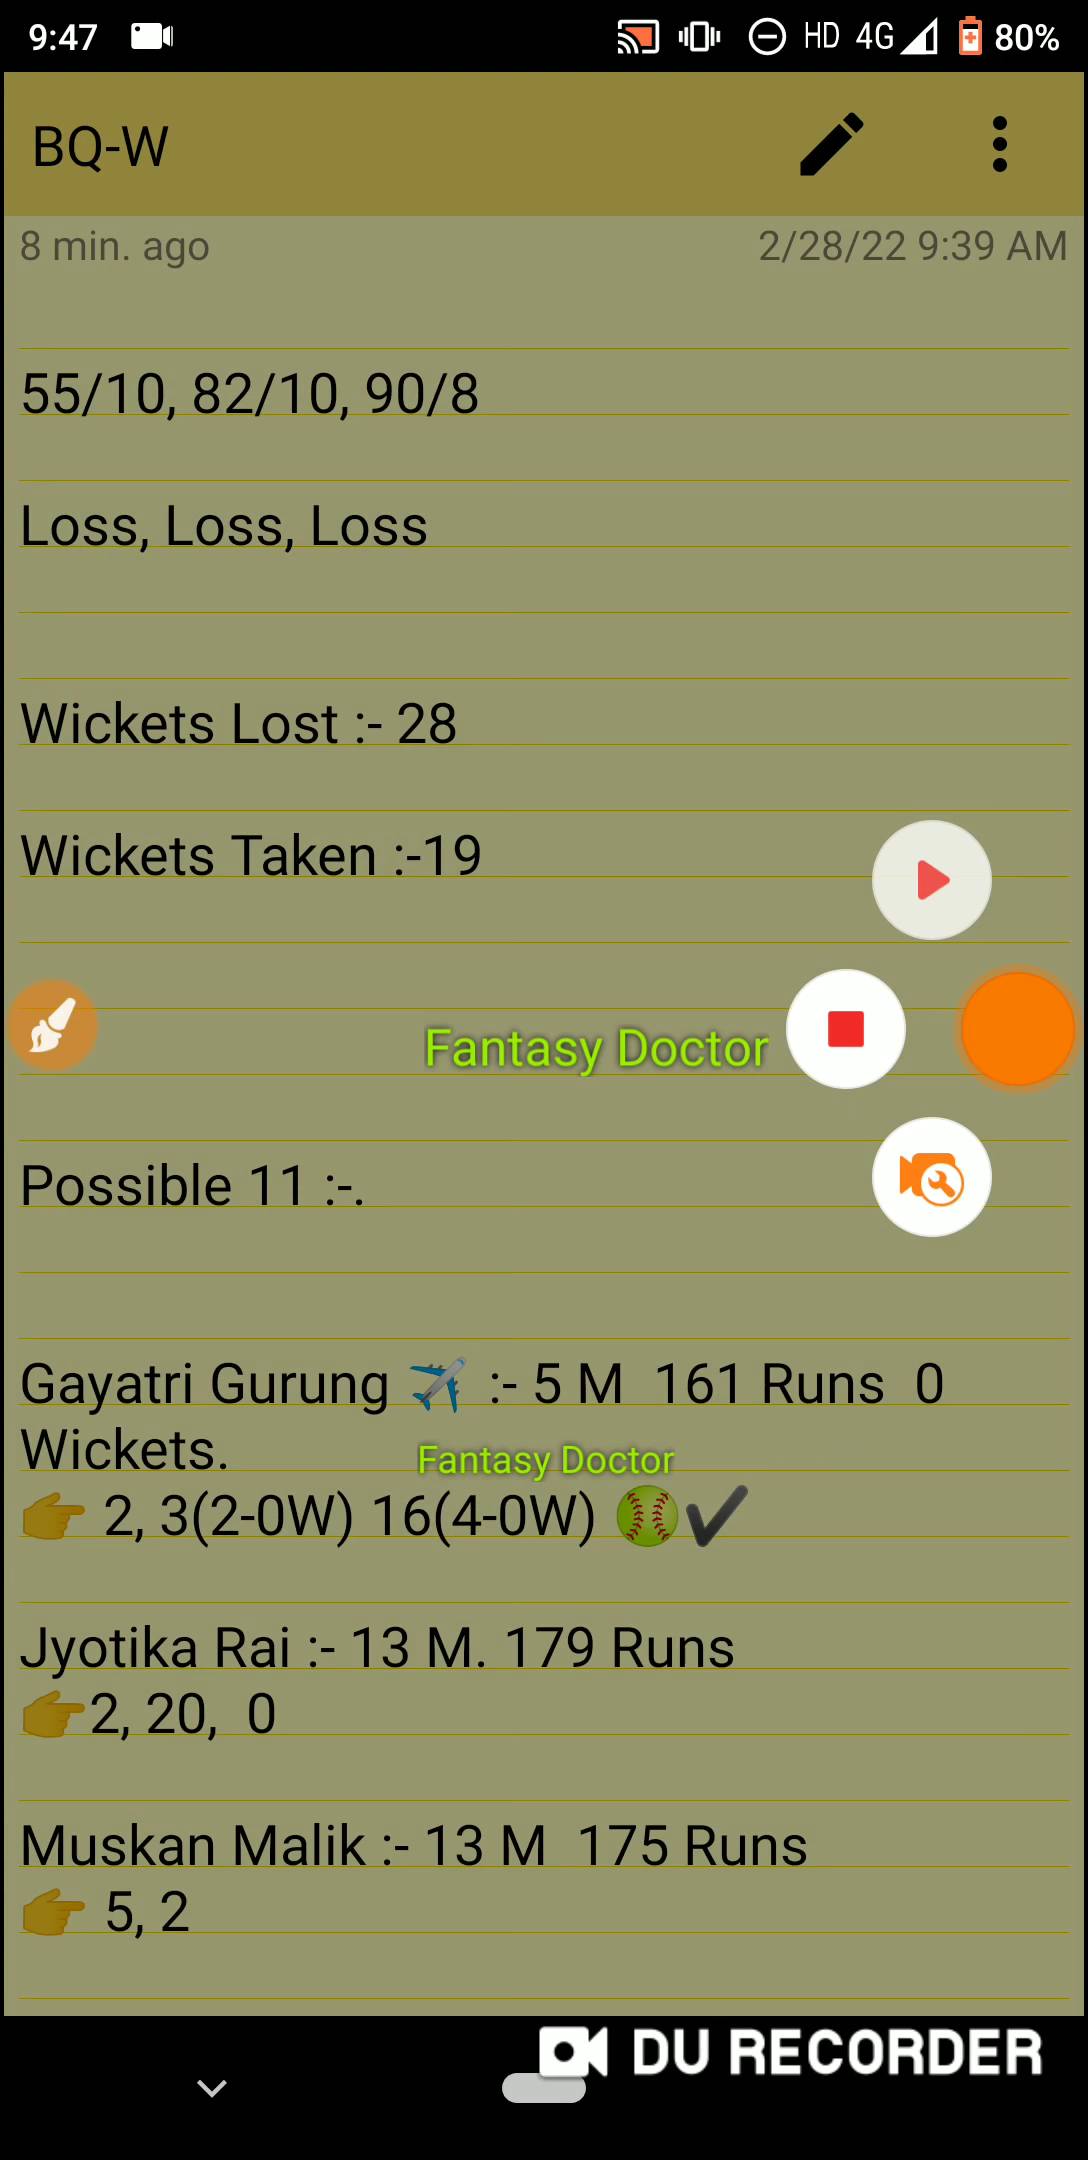 9:47 HD 4G 80%
BQ-W
8 min. ago 2/28/22 9:39 AM
55/10, 82/10, 90/8
Loss, Loss, Loss
Wickets Lost :- 28
Wickets Taken :-19
Fantasy Doctor
Possible 11 :-.
Gayatri Gurung ✈️ :- 5 M 161 Runs 0
Wickets.
Fantasy Doctor
👉 2, 3(2-0W) 16(4-0W) 🥎✔️
Jyotika Rai :- 13 M. 179 Runs
👉2, 20, 0
Muskan Malik :- 13 M 175 Runs
👉 5, 2
DU RECORDER